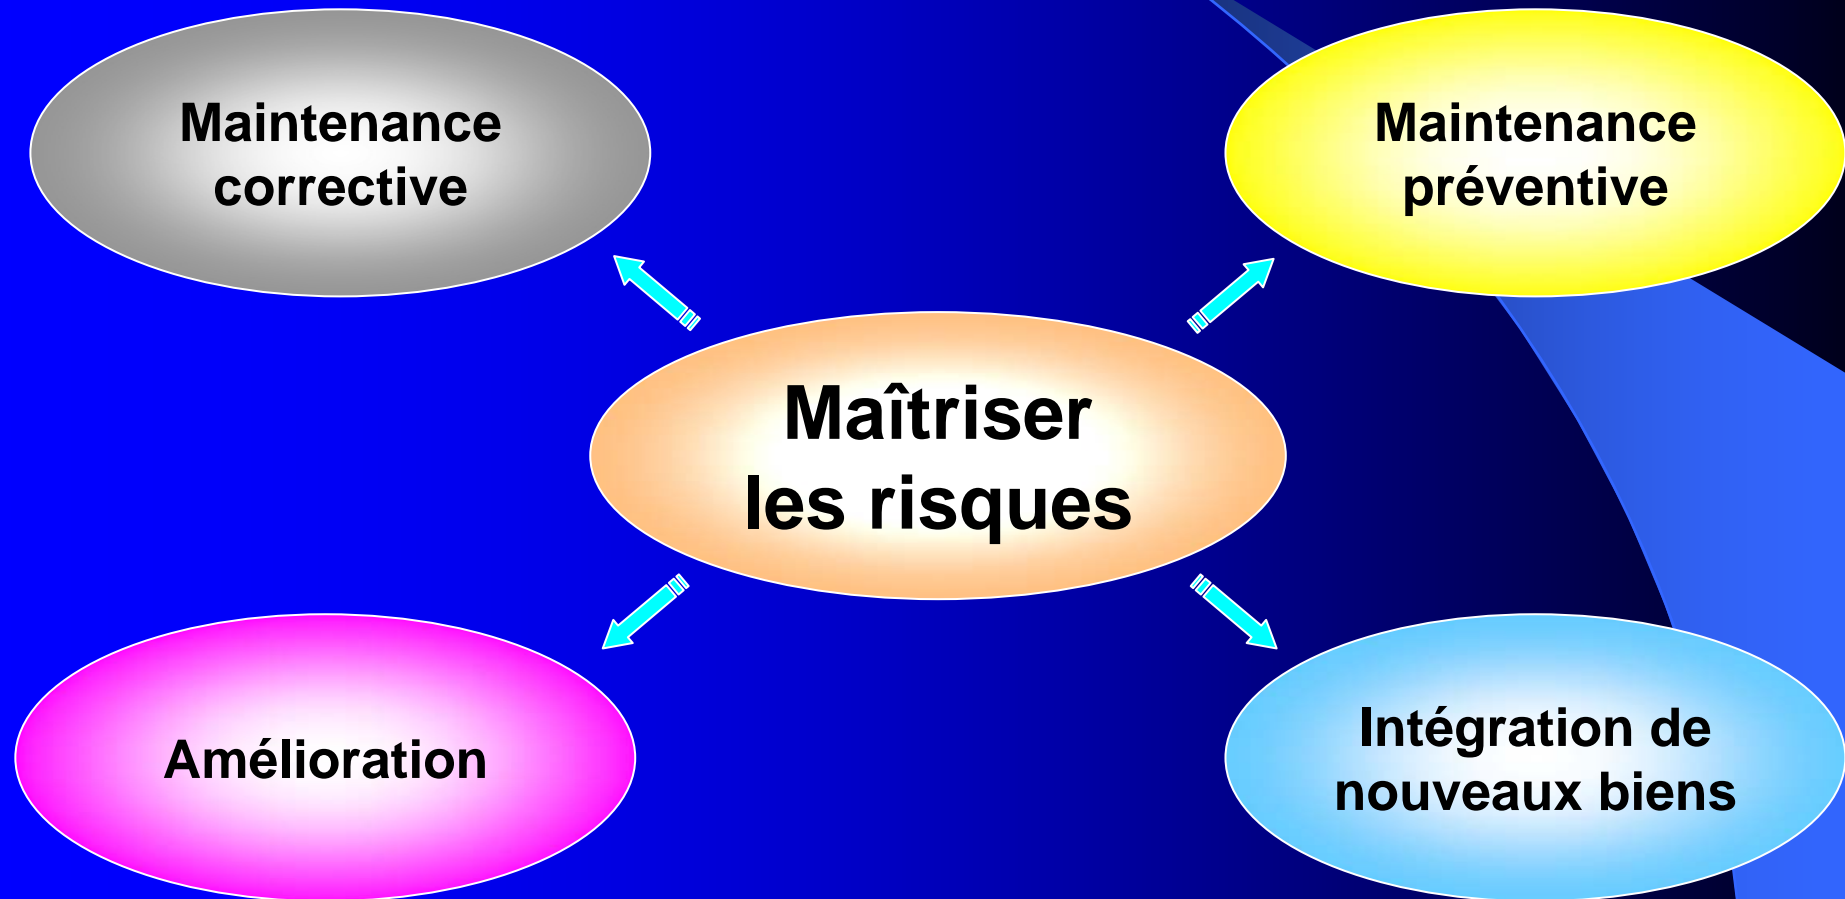 Maintenance
corrective
Maintenance
préventive
Maîtriser
les risques
Amélioration
Intégration de
nouveaux biens